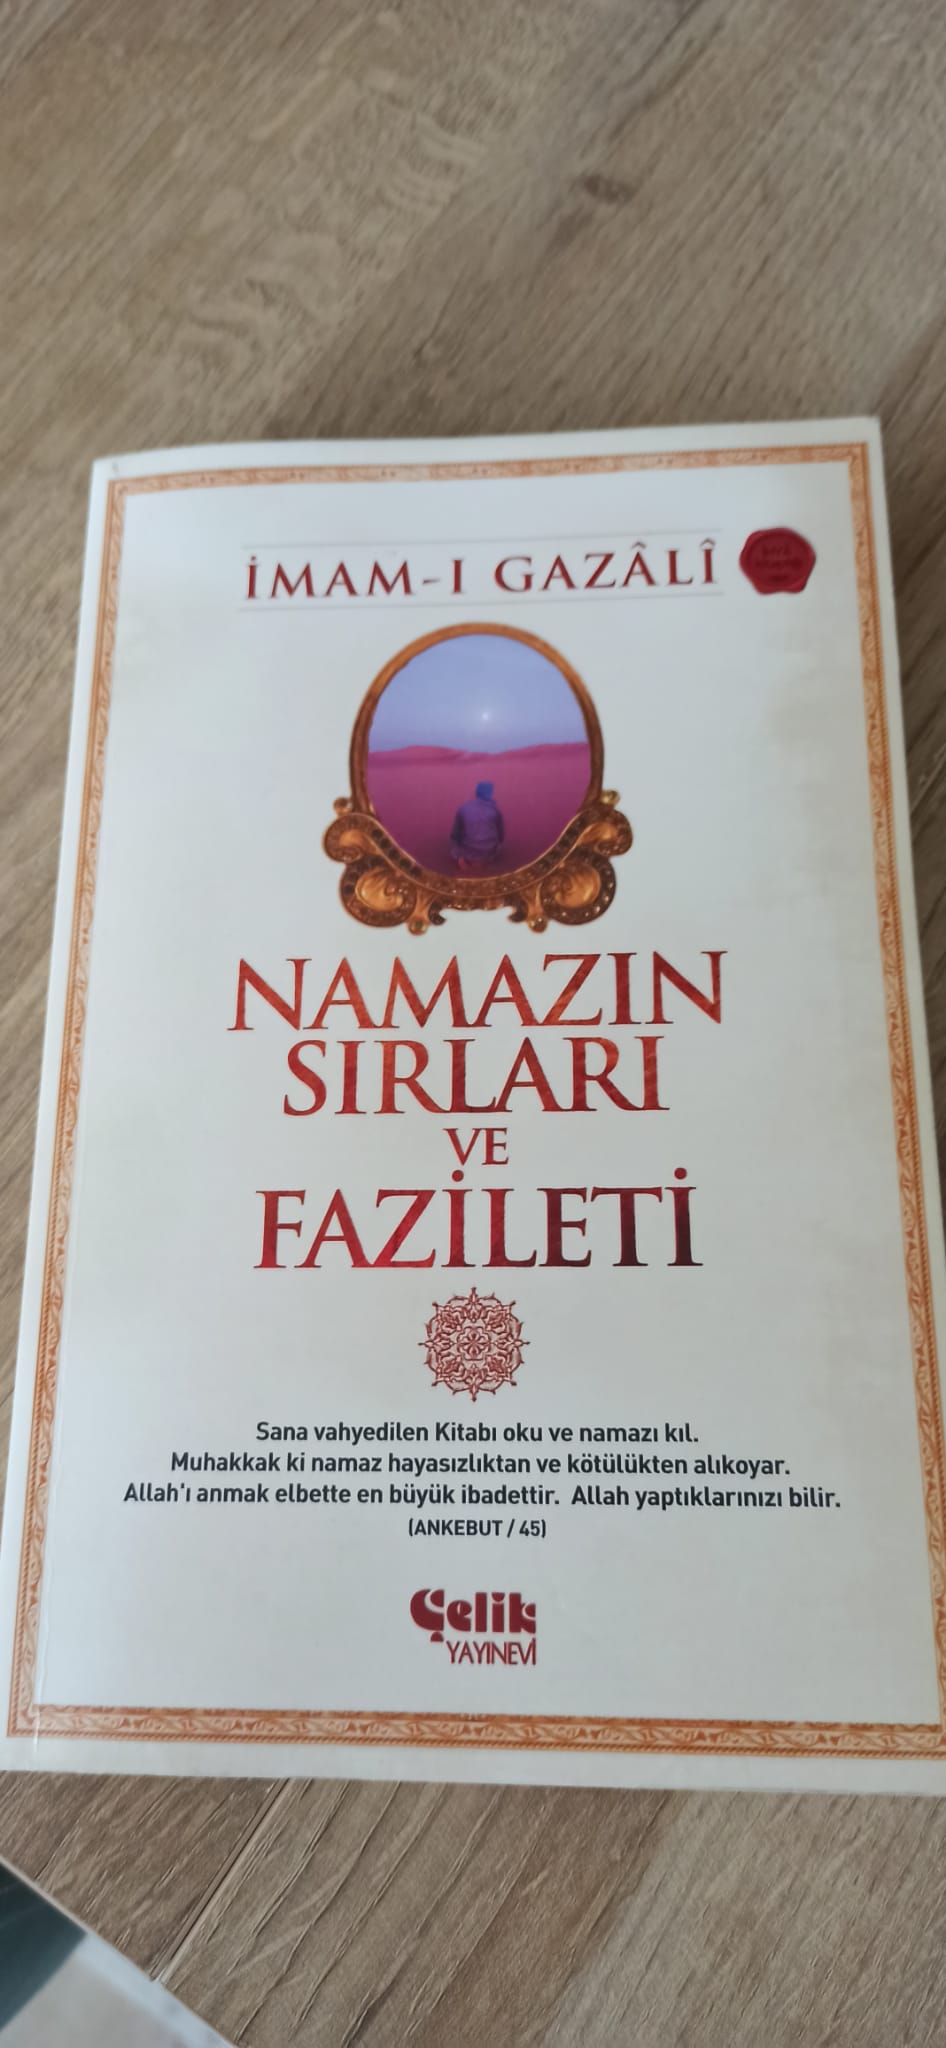 İMAM-I GAZÂLÎ
NAMAZIN
SIRLARI
VE
FAZİLETİ
Sana vahyedilen Kitabı oku ve namazı kıl.
Muhakkak ki namaz hayasızlıktan ve kötülükten alıkoyar.
Allah'ı anmak elbette en büyük ibadettir. Allah yaptıklarınızı bilir.
(ANKEBUT / 45)
Çelik
YAYINEVİ